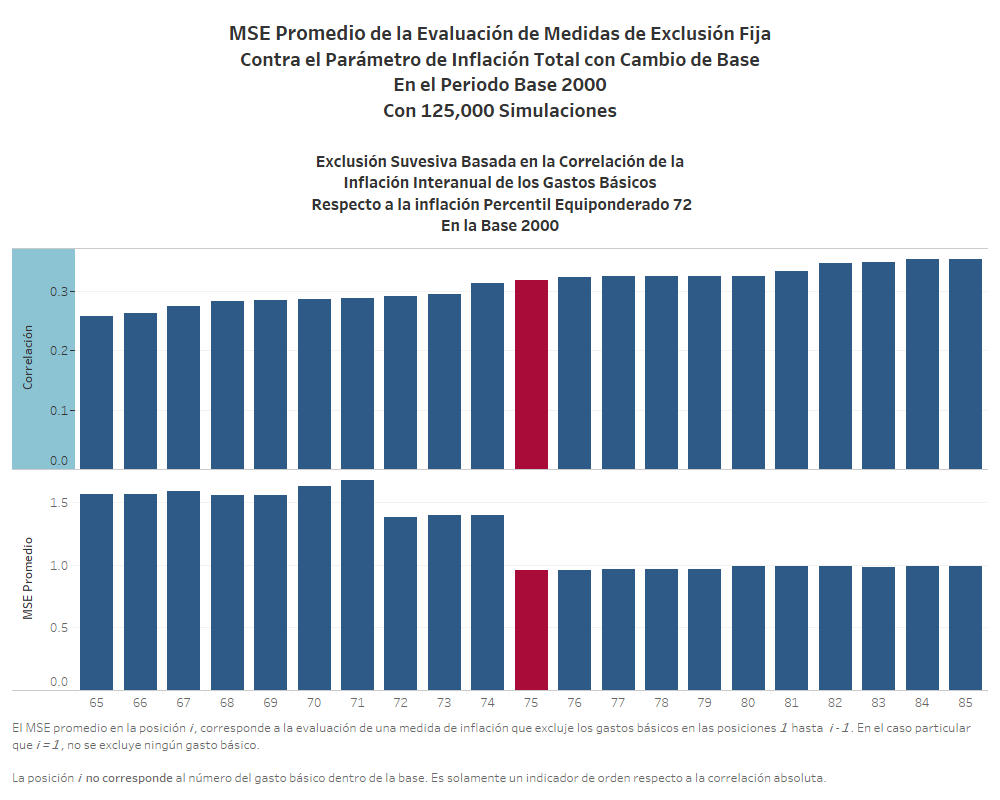 MSE Promedio de la Evaluación de Medidas de Exclusión Fija
Contra el Parámetro de Inflación Total con Cambio de Base
En el Periodo Base 2000
Con 125,000 Simulaciones
Exclusión Suvesiva Basada en la Correlación de la
Inflación Interanual de los Gastos Básicos
Respecto a la inflación Percentil Equiponderado 72
En la Base 2000
Correlación
0.3
0.2
0.1
0.0
MSE Promedio
1.5
1.0
0.5
0.0
65 66 67 68 69 70 71 72 73 74 75 76 77 78 79 80 81 82 83 84 85
El MSE promedio en la posición i, corresponde a la evaluación de una medida de inflación que excluje los gastos básicos en las posiciones 1 hasta i-1. En el caso particular
que i=1, no se excluye ningún gasto básico.
La posición i no corresponde al número del gasto básico dentro de la base. Es solamente un indicador de orden respecto a la correlación absoluta.